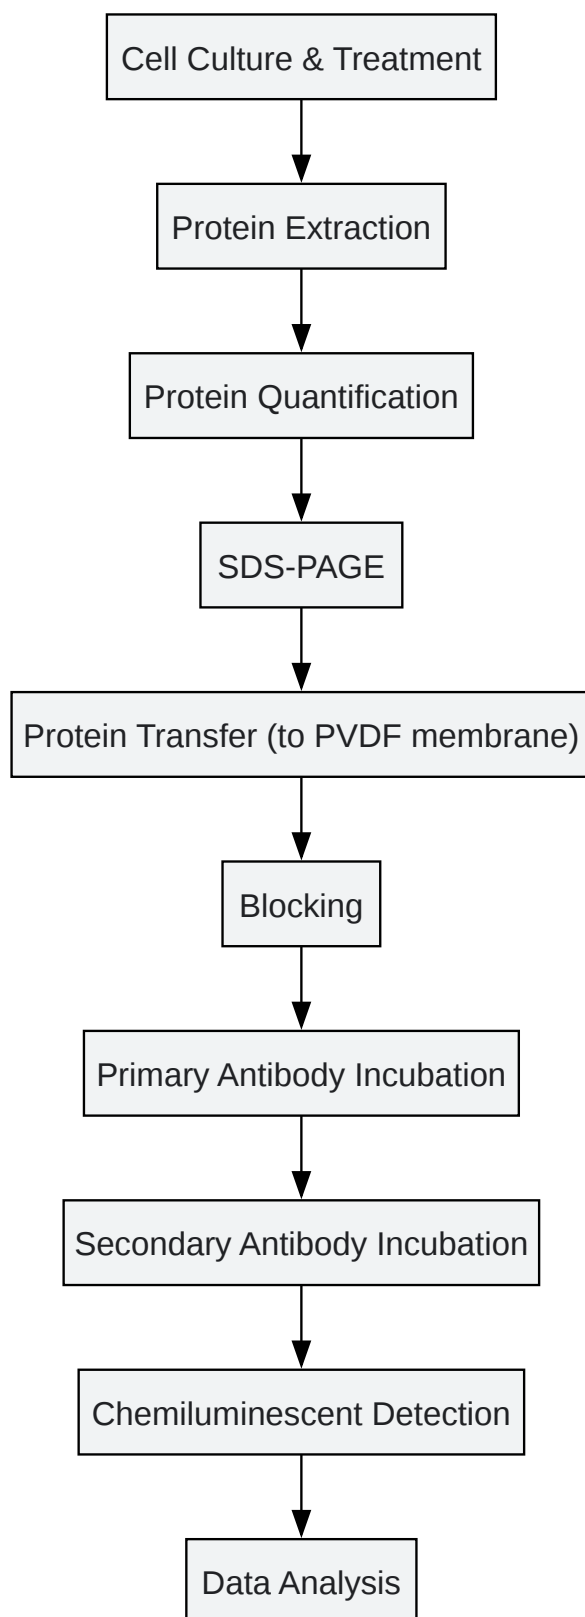 Cell Culture & Treatment
Protein Extraction
Protein Quantification
SDS-PAGE
Protein Transfer (to PVDF membrane)
Blocking
Primary Antibody Incubation
Secondary Antibody Incubation
Chemiluminescent Detection
Data Analysis